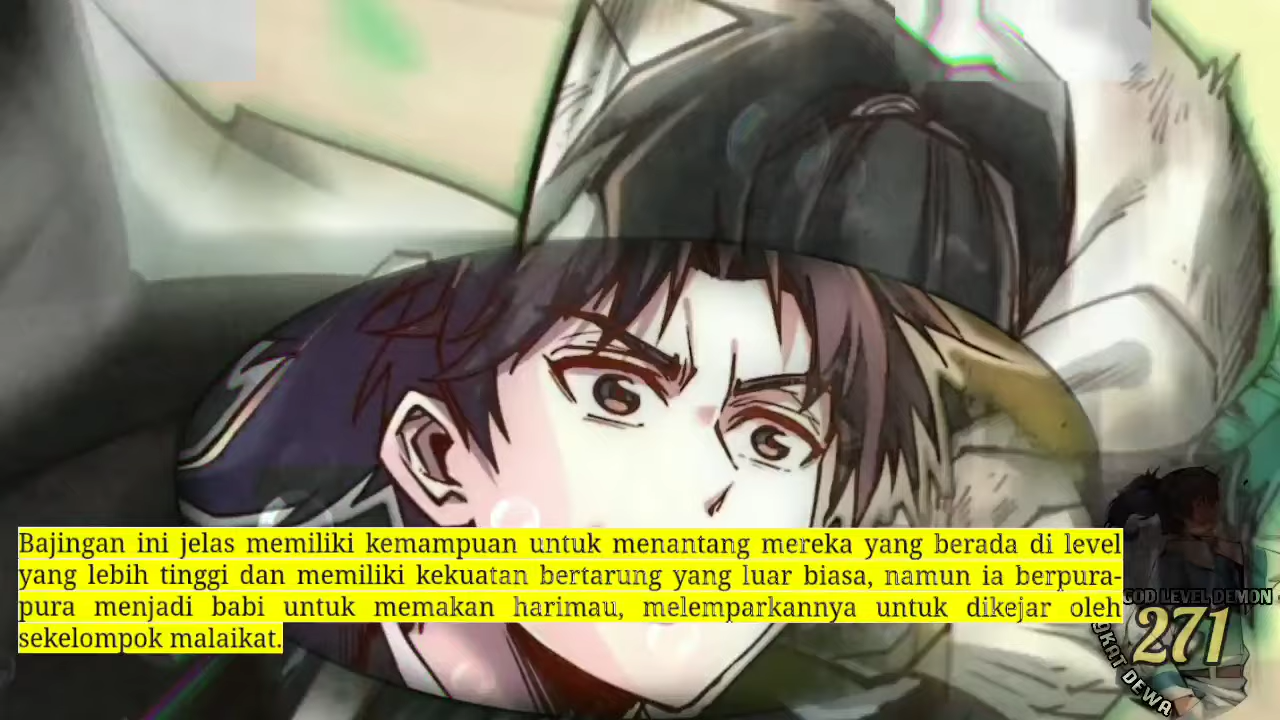 Bajingan ini jelas memiliki kemampuan untuk menantang mereka yang berada di level
yang lebih tinggi dan memiliki kekuatan bertarung yang luar biasa, namun ia berpura-
pura menjadi babi untuk memakan harimau, melemparkannya untuk dikejar oleh
sekelompok malaikat.
GOD LEVEL DEMON
271
GKAT DEWA